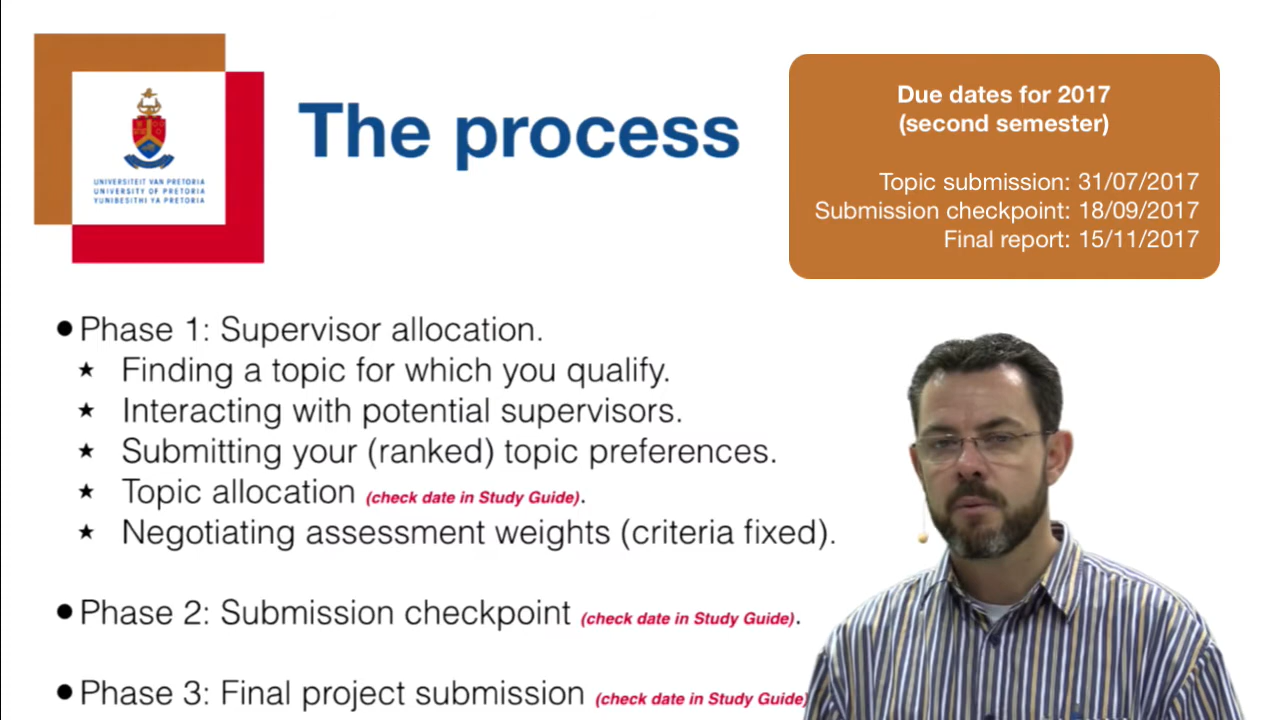 UNIVERSITEIT VAN PRETORIA
UNIVERSITY OF PRETORIA
YUNIBESITHI YA PRETORIA
The process
Due dates for 2017
(second semester)
Topic submission: 31/07/2017
Submission checkpoint: 18/09/2017
Final report: 15/11/2017
●Phase 1: Supervisor allocation.
★ Finding a topic for which you qualify.
★ Interacting with potential supervisors.
★ Submitting your (ranked) topic preferences.
★ Topic allocation (check date in Study Guide).
★ Negotiating assessment weights (criteria fixed).
●Phase 2: Submission checkpoint (check date in Study Guide).
●Phase 3: Final project submission (check date in Study Guide)